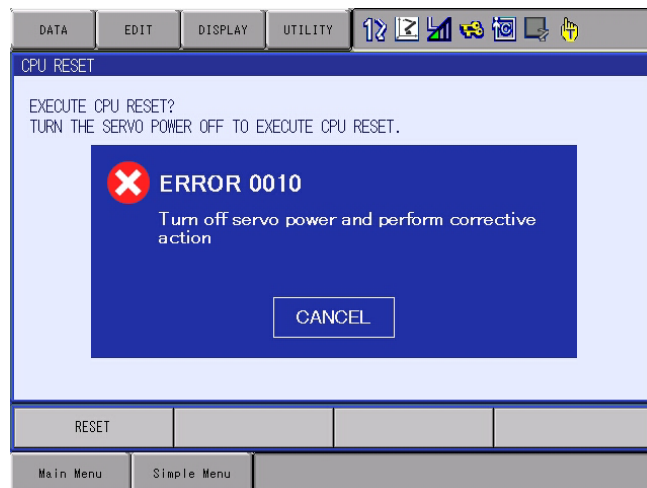 DATA EDIT DISPLAY UTILITY
CPU RESET
EXECUTE CPU RESET?
TURN THE SERVO POWER OFF TO EXECUTE CPU RESET.
ERROR 0010
Turn off servo power and perform corrective
action
CANCEL
RESET
Main Menu Simple Menu